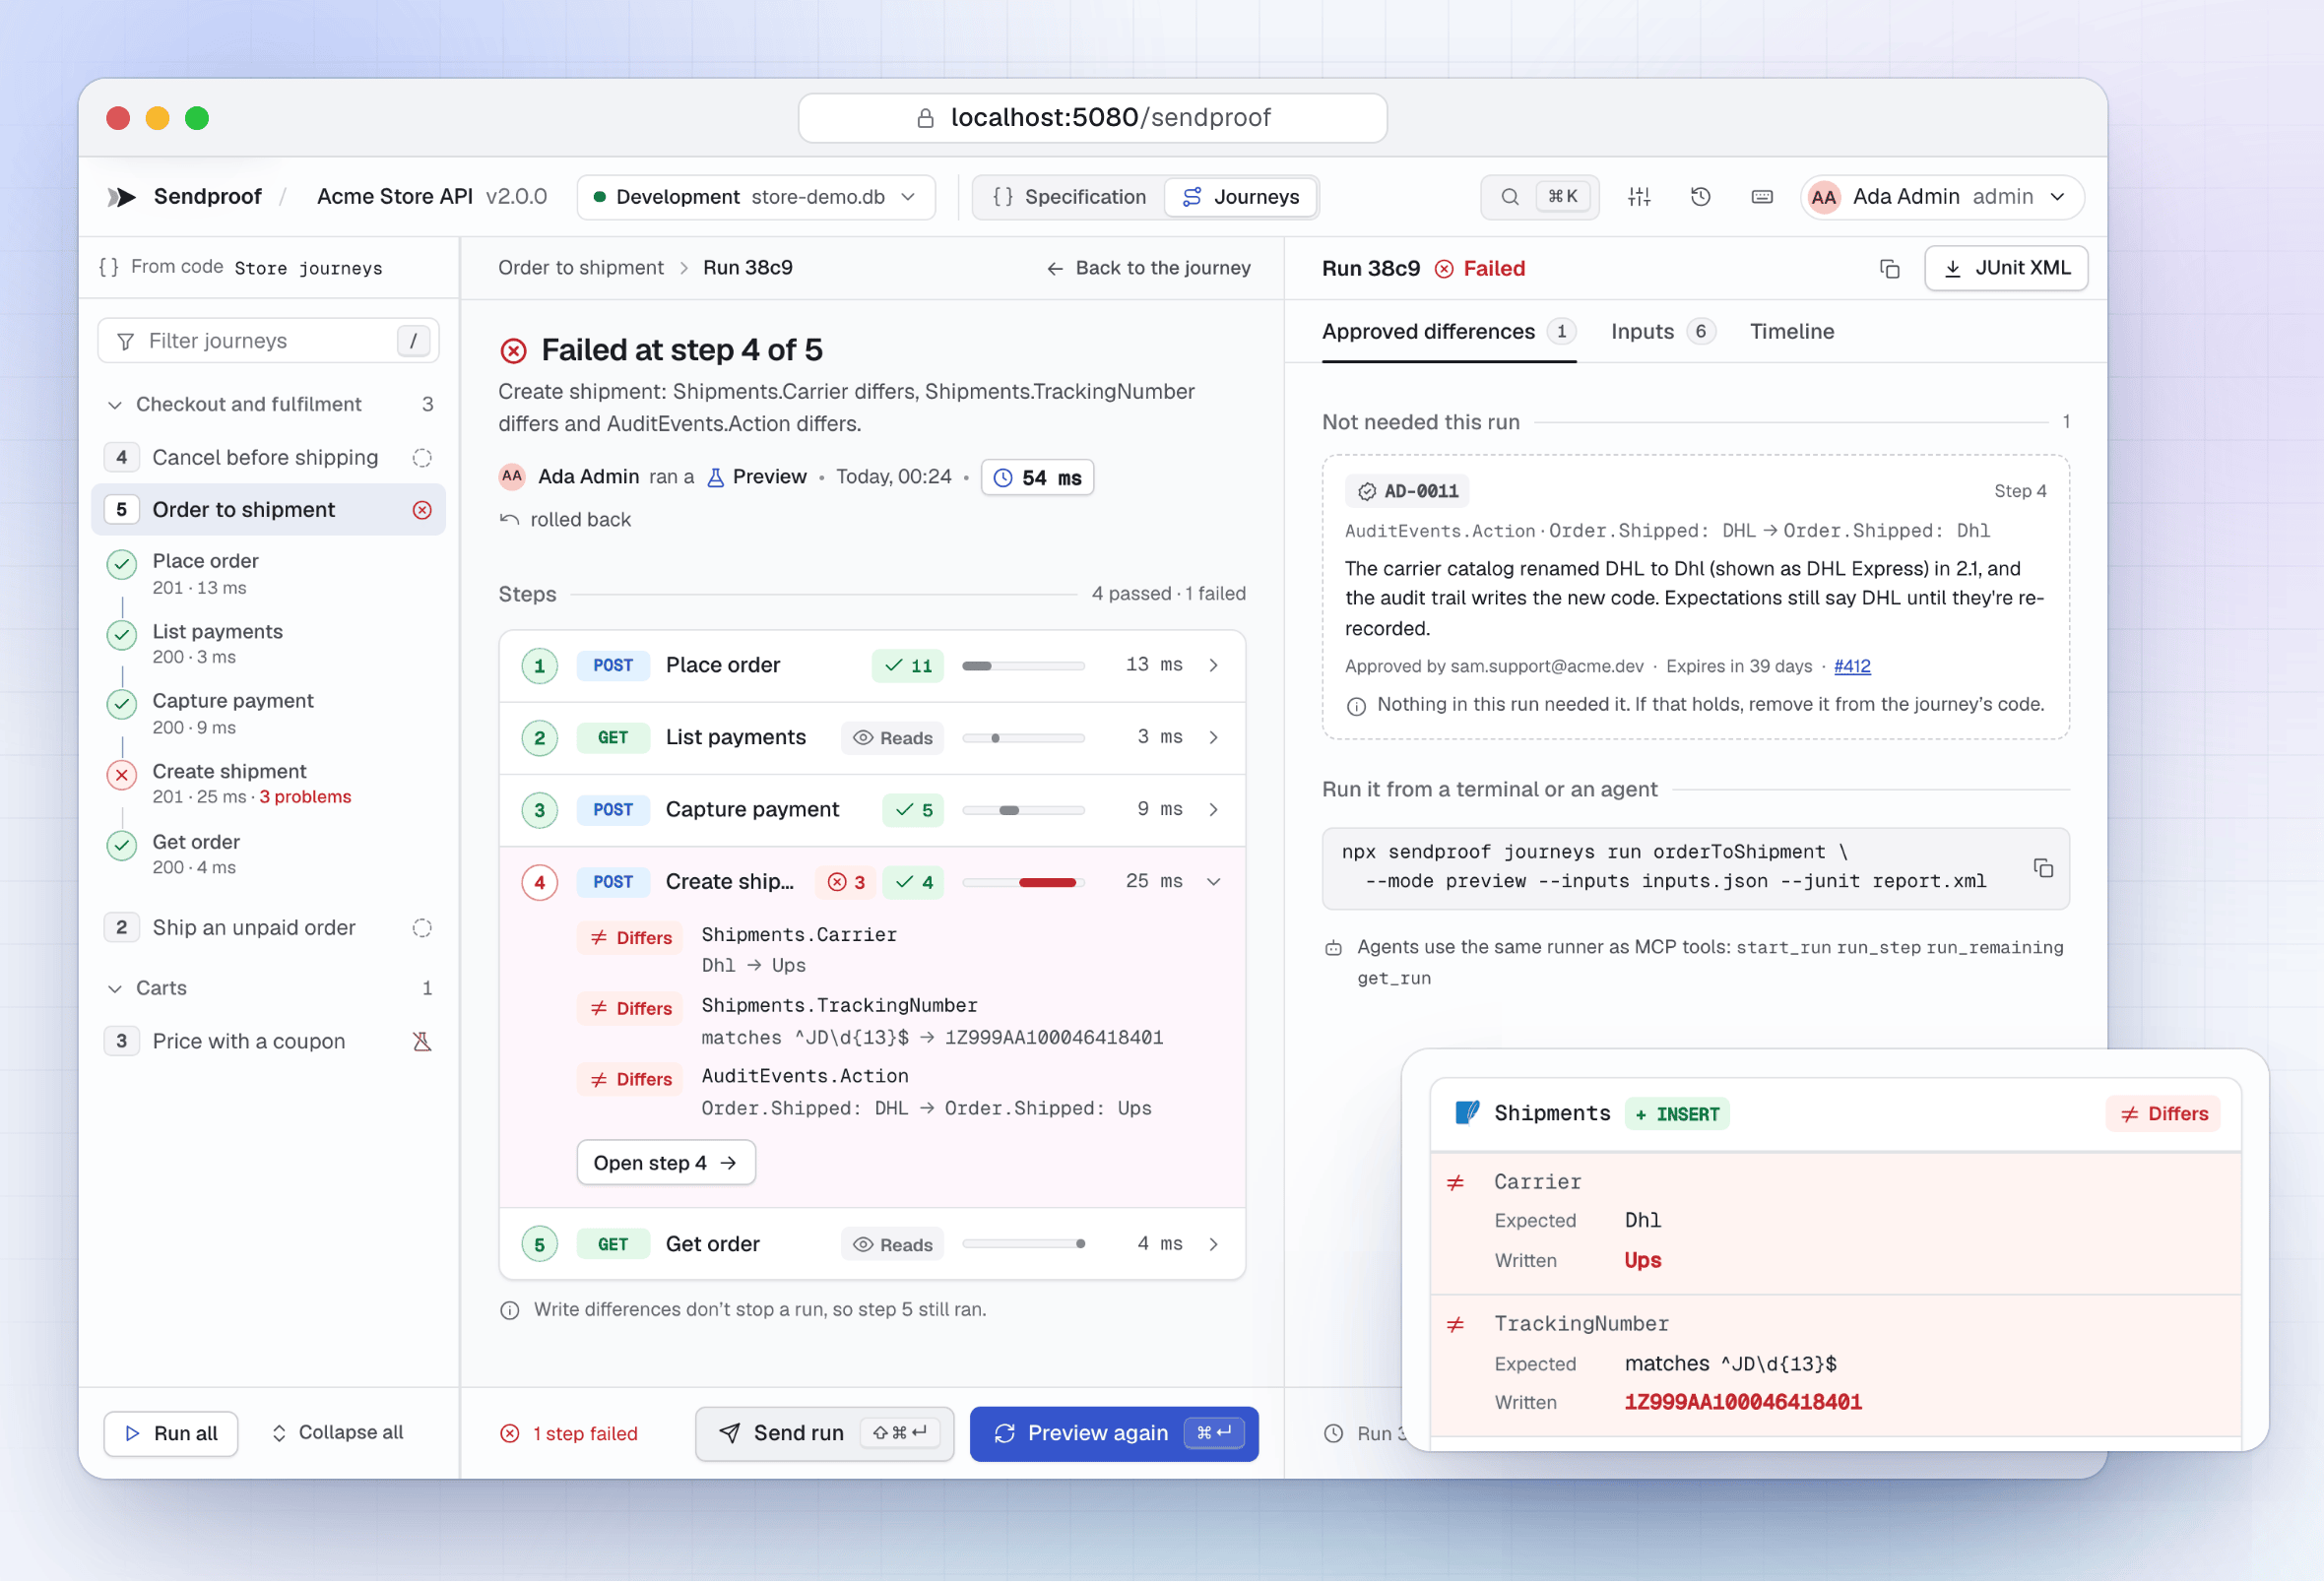 localhost:5080/sendproof
Sendproof / Acme Store API v2.0.0 Development store-demo.db {} Specification Journeys ⌘K AA Ada Admin admin
{} From code Store journeys
Filter journeys /
Checkout and fulfilment 3
4 Cancel before shipping
5 Order to shipment
Place order
201 · 13 ms
List payments
200 · 3 ms
Capture payment
200 · 9 ms
Create shipment
201 · 25 ms · 3 problems
Get order
200 · 4 ms
2 Ship an unpaid order
Carts 1
3 Price with a coupon
Run all Collapse all
Order to shipment > Run 38c9 ← Back to the journey
Failed at step 4 of 5
Create shipment: Shipments.Carrier differs, Shipments.TrackingNumber
differs and AuditEvents.Action differs.
AA Ada Admin ran a Preview • Today, 00:24 • 54 ms
rolled back
Steps 4 passed · 1 failed
1 POST Place order ✓ 11 13 ms
2 GET List payments Reads 3 ms
3 POST Capture payment ✓ 5 9 ms
4 POST Create ship... 3 ✓ 4 25 ms
≠ Differs Shipments.Carrier
Dhl → Ups
≠ Differs Shipments.TrackingNumber
matches ^JD\d{13}$ → 1Z999AA100046418401
≠ Differs AuditEvents.Action
Order.Shipped: DHL → Order.Shipped: Ups
Open step 4 →
5 GET Get order Reads 4 ms
Write differences don’t stop a run, so step 5 still ran.
1 step failed Send run ⇧⌘↵ Preview again ⌘↵
Run 38c9 Failed JUnit XML
Approved differences 1 Inputs 6 Timeline
Not needed this run 1
AD-0011 Step 4
AuditEvents.Action · Order.Shipped: DHL → Order.Shipped: Dhl
The carrier catalog renamed DHL to Dhl (shown as DHL Express) in 2.1, and
the audit trail writes the new code. Expectations still say DHL until they're re-
recorded.
Approved by sam.support@acme.dev · Expires in 39 days · #412
Nothing in this run needed it. If that holds, remove it from the journey’s code.
Run it from a terminal or an agent
npx sendproof journeys run orderToShipment \
--mode preview --inputs inputs.json --junit report.xml
Agents use the same runner as MCP tools: start_run run_step run_remaining
get_run
Run
Shipments + INSERT ≠ Differs
≠ Carrier
Expected Dhl
Written Ups
≠ TrackingNumber
Expected matches ^JD\d{13}$
Written 1Z999AA100046418401